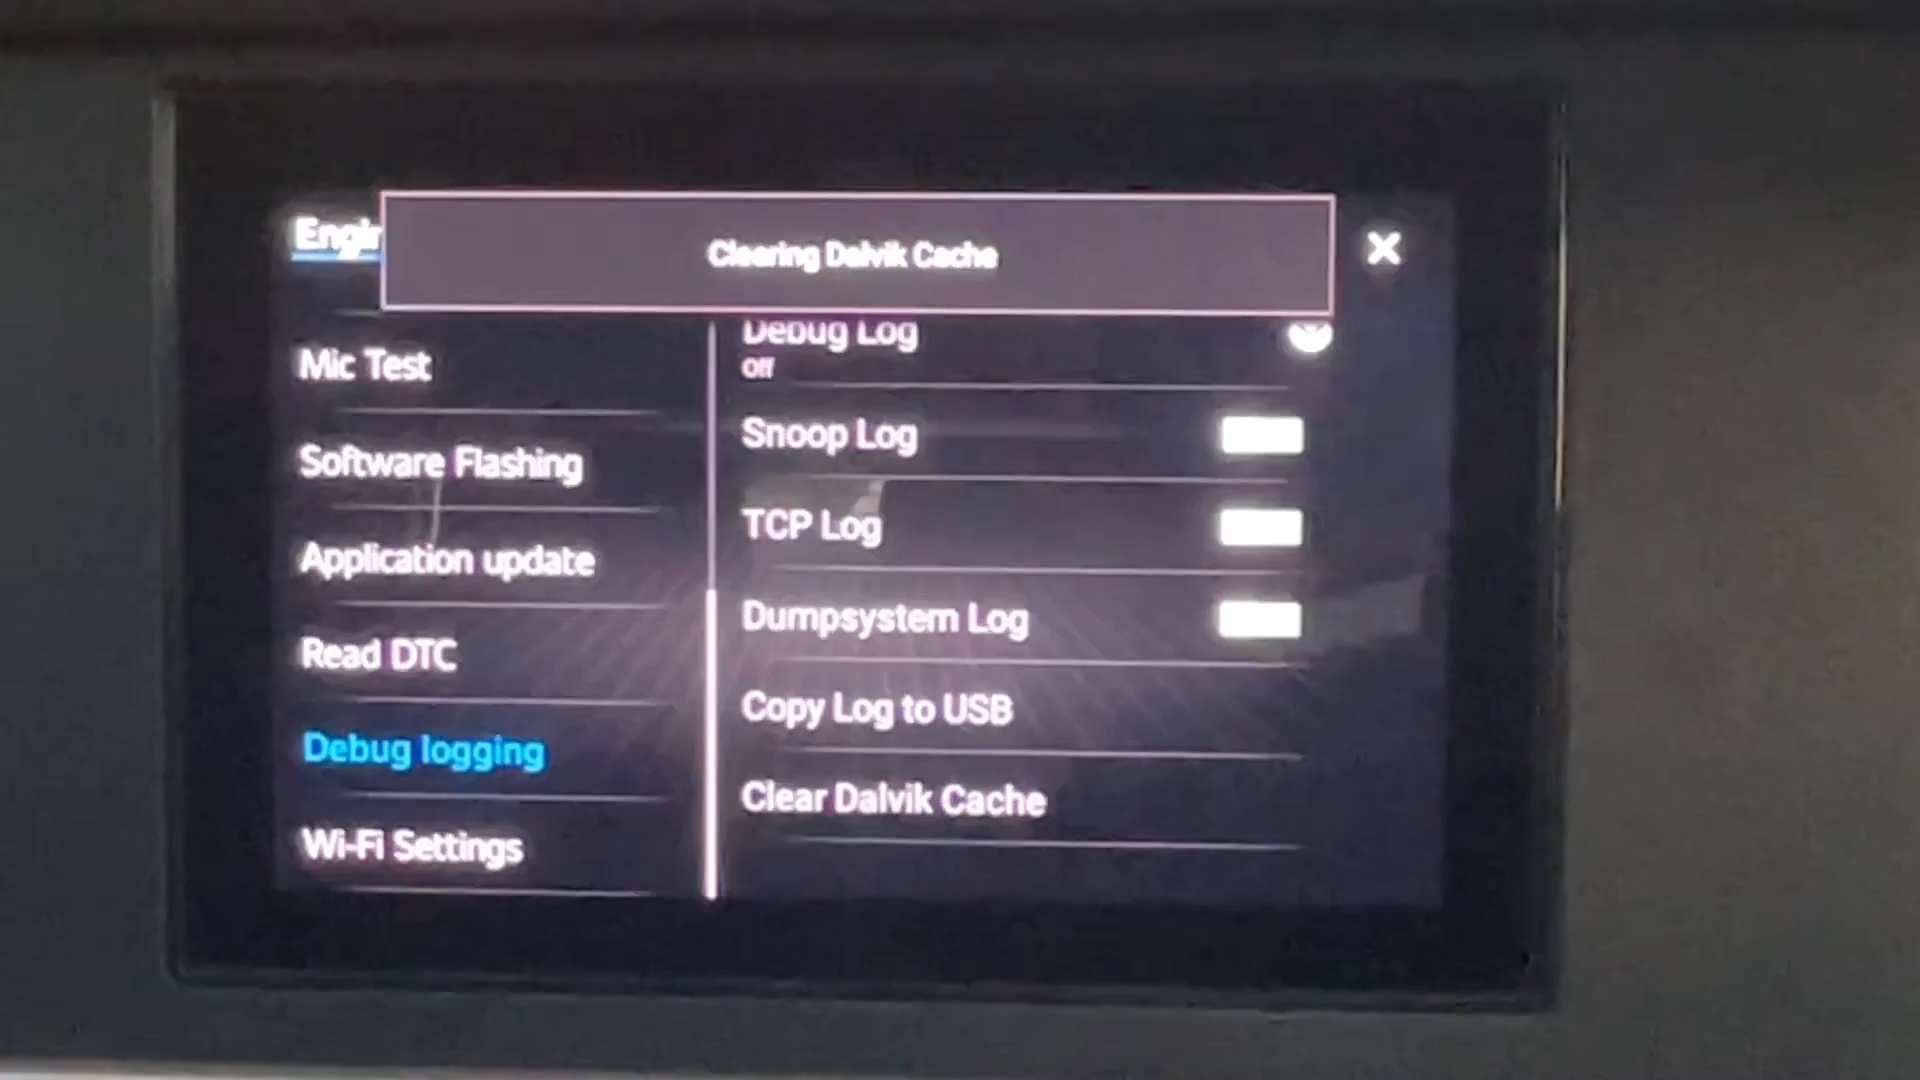 Clearing Dalvik Cache
Mic Test
Software Flashing
Application update
Read DTC
Debug logging
Wi-Fi Settings
Debug Log
Off
Snoop Log
TCP Log
Dumpsystem Log
Copy Log to USB
Clear Dalvik Cache